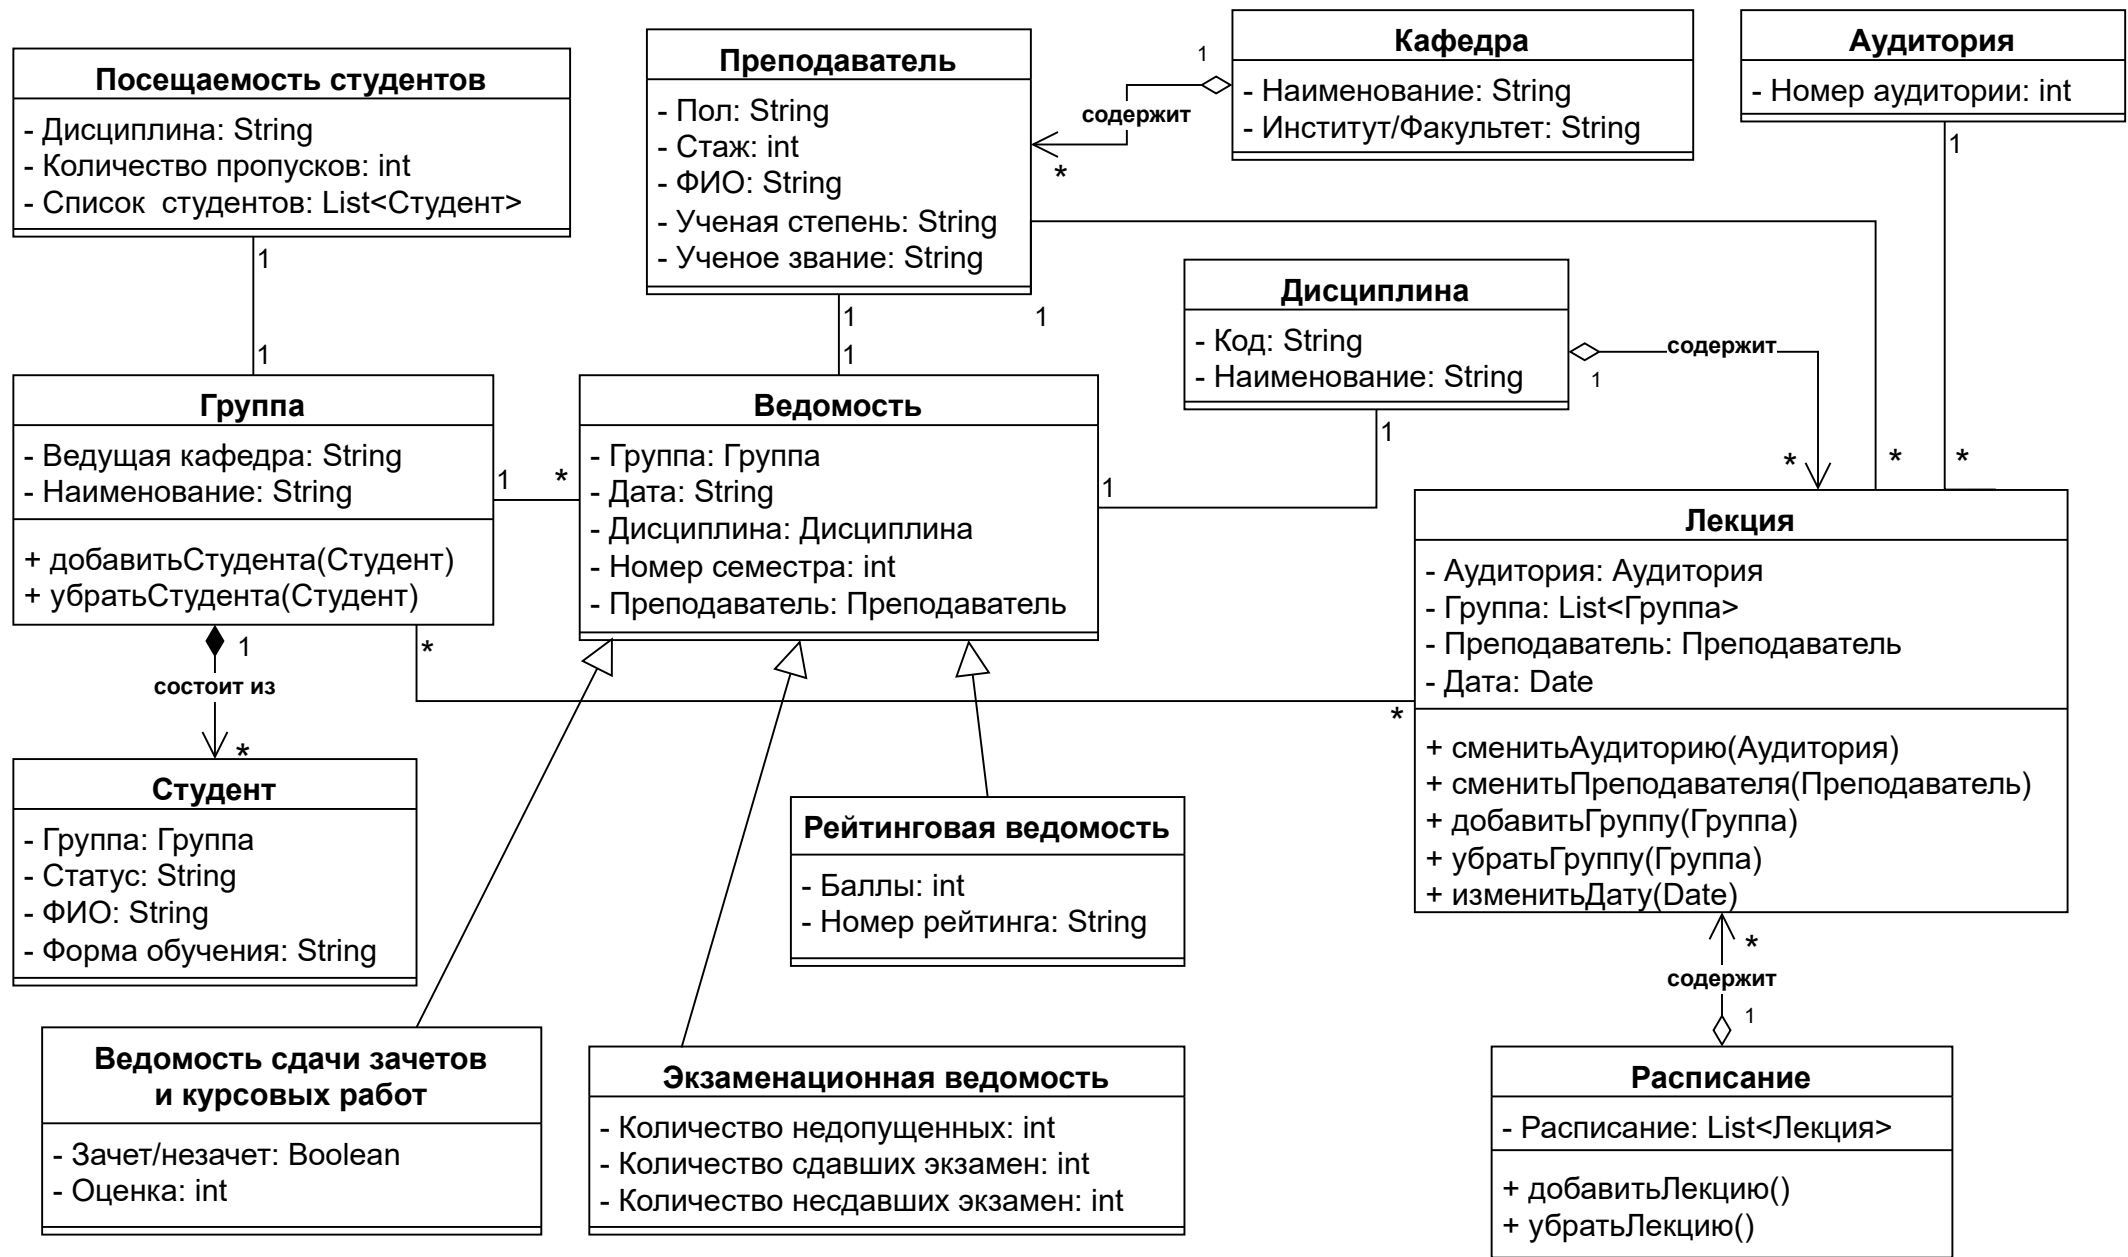 Посещаемость студентов
- Дисциплина: String
- Количество пропусков: int
- Список студентов: List<Студент>
1
1
Преподаватель
- Пол: String
- Стаж: int
- ФИО: String
- Ученая степень: String
- Ученое звание: String
1
1
1
содержит
1
*
Кафедра
- Наименование: String
- Институт/Факультет: String
Аудитория
- Номер аудитории: int
1
*
Дисциплина
- Код: String
- Наименование: String
содержит
1
*
*
1
1
Группа
- Ведущая кафедра: String
- Наименование: String
+ добавитьСтудента(Студент)
+ убратьСтудента(Студент)
1
*
Ведомость
- Группа: Группа
- Дата: String
- Дисциплина: Дисциплина
- Номер семестра: int
- Преподаватель: Преподаватель
Лекция
- Аудитория: Аудитория
- Группа: List<Группа>
- Преподаватель: Преподаватель
- Дата: Date
+ сменитьАудиторию(Аудитория)
+ сменитьПреподавателя(Преподаватель)
+ добавитьГруппу(Группа)
+ убратьГруппу(Группа)
+ изменитьДату(Date)
1
состоит из
*
*
*
Студент
- Группа: Группа
- Статус: String
- ФИО: String
- Форма обучения: String
Рейтинговая ведомость
- Баллы: int
- Номер рейтинга: String
*
содержит
1
Ведомость сдачи зачетов
и курсовых работ
- Зачет/незачет: Boolean
- Оценка: int
Экзаменационная ведомость
- Количество недопущенных: int
- Количество сдавших экзамен: int
- Количество несдавших экзамен: int
Расписание
- Расписание: List<Лекция>
+ добавитьЛекцию()
+ убратьЛекцию()